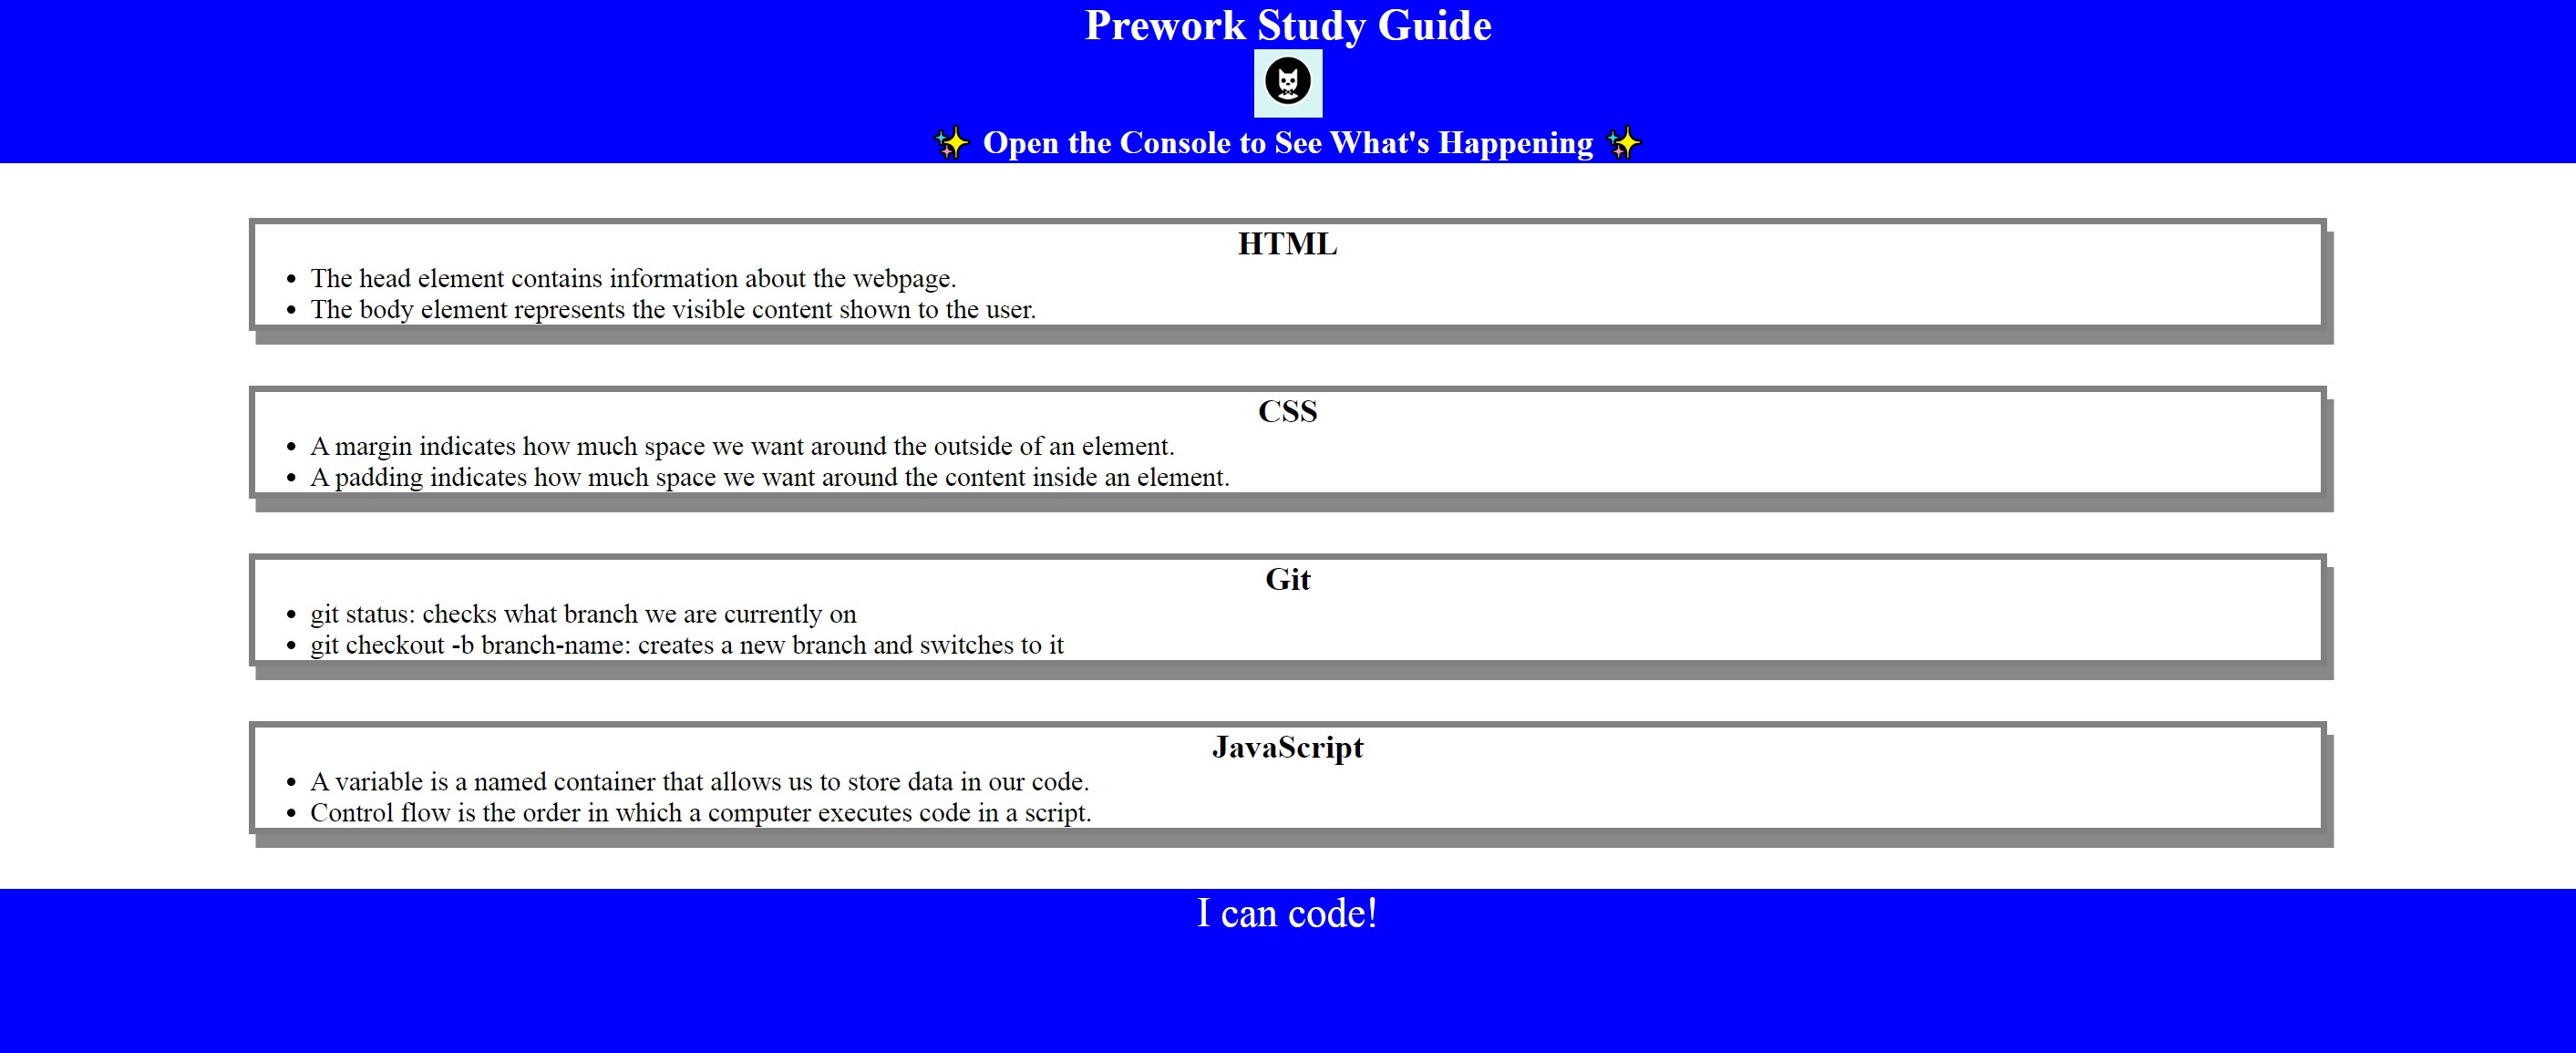 Prework Study Guide
✨ Open the Console to See What's Happening ✨
HTML
• The head element contains information about the webpage.
• The body element represents the visible content shown to the user.
CSS
• A margin indicates how much space we want around the outside of an element.
• A padding indicates how much space we want around the content inside an element.
Git
• git status: checks what branch we are currently on
• git checkout -b branch-name: creates a new branch and switches to it
JavaScript
• A variable is a named container that allows us to store data in our code.
• Control flow is the order in which a computer executes code in a script.
I can code!